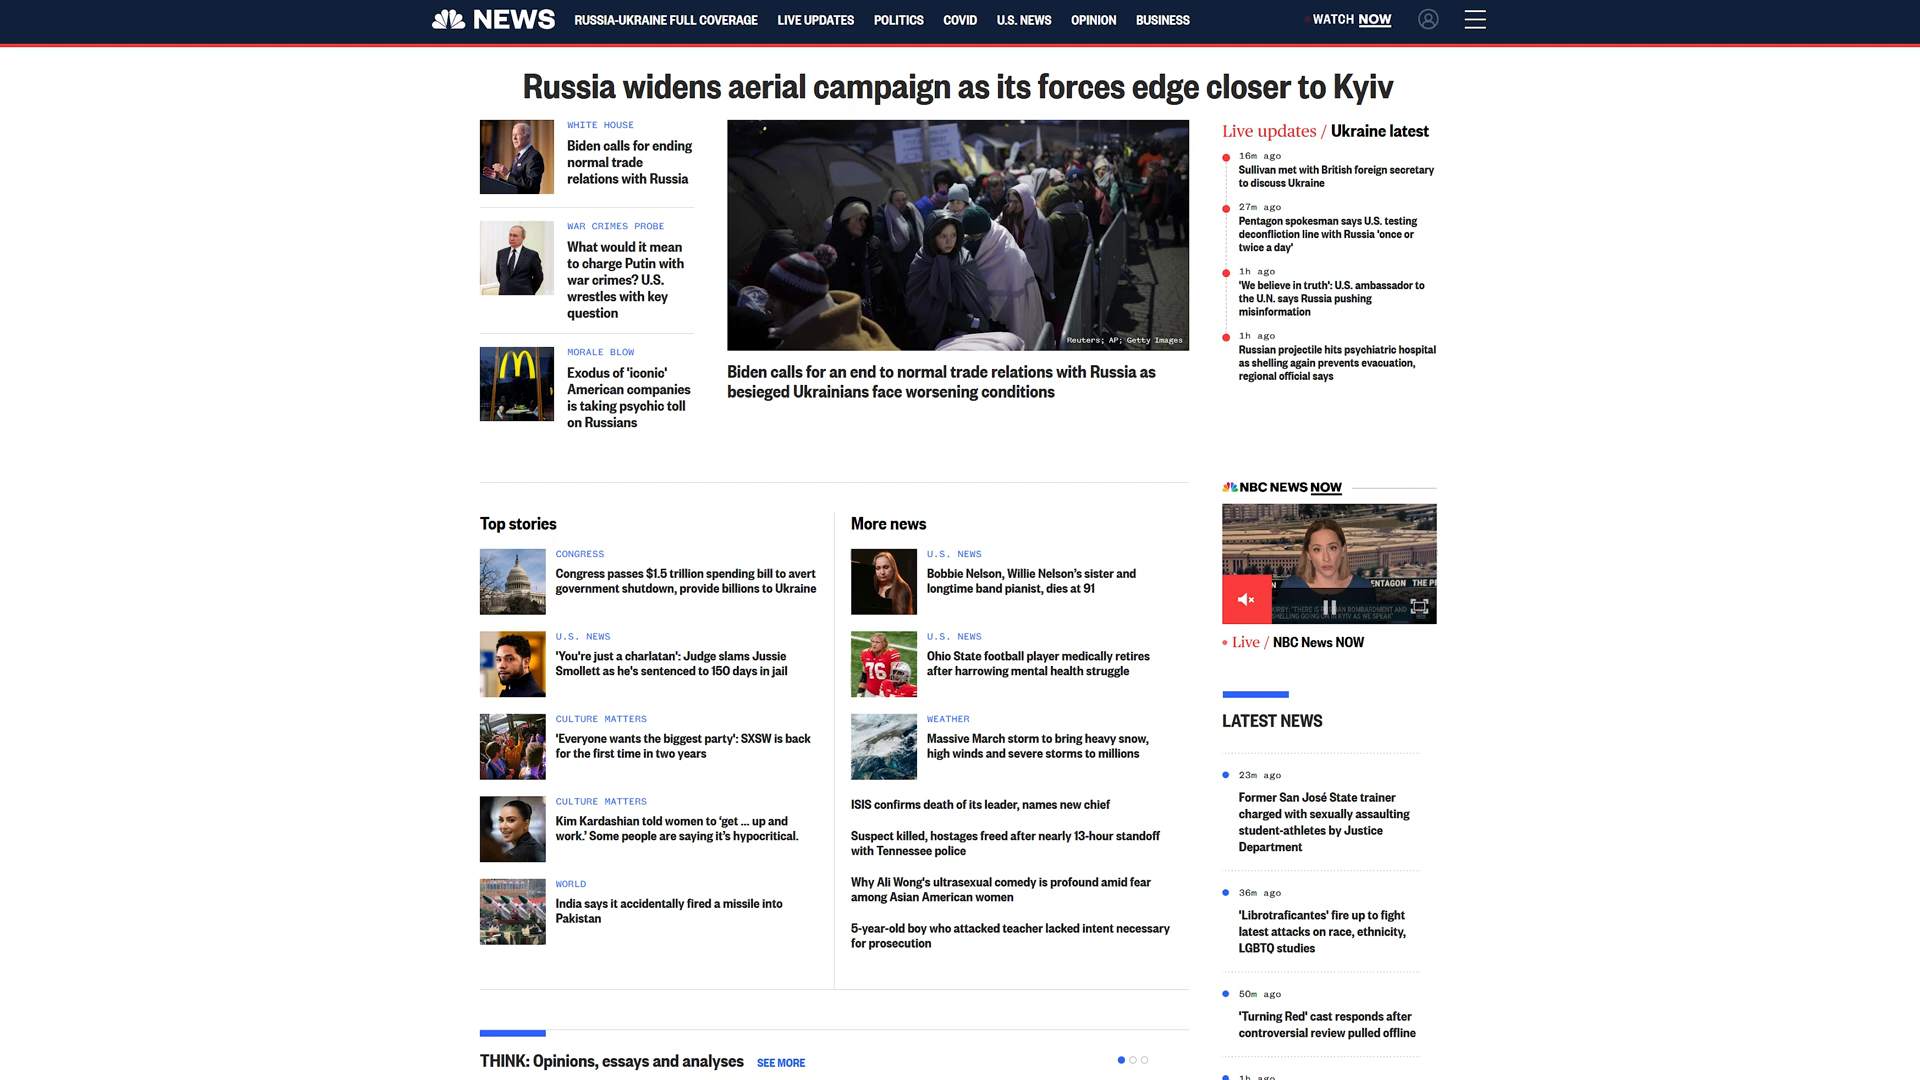 NEWS
RUSSIA-UKRAINE FULL COVERAGE
LIVE UPDATES
POLITICS
COVID
U.S. NEWS
OPINION
BUSINESS
WATCH NOW
Russia widens aerial campaign as its forces edge closer to Kyiv
WHITE HOUSE
Biden calls for ending
normal trade
relations with Russia
WAR CRIMES PROBE
What would it mean
to charge Putin with
war crimes? U.S.
wrestles with key
question
MORALE BLOW
Exodus of 'iconic'
American companies
is taking psychic toll
on Russians
Reuters; AP; Getty Images
Biden calls for an end to normal trade relations with Russia as
besieged Ukrainians face worsening conditions
Live updates / Ukraine latest
16m ago
Sullivan met with British foreign secretary
to discuss Ukraine
27m ago
Pentagon spokesman says U.S. testing
deconfliction line with Russia 'once or
twice a day'
1h ago
'We believe in truth': U.S. ambassador to
the U.N. says Russia pushing
misinformation
1h ago
Russian projectile hits psychiatric hospital
as shelling again prevents evacuation,
regional official says
Top stories
CONGRESS
Congress passes $1.5 trillion spending bill to avert
government shutdown, provide billions to Ukraine
U.S. NEWS
'You're just a charlatan': Judge slams Jussie
Smollett as he's sentenced to 150 days in jail
CULTURE MATTERS
'Everyone wants the biggest party': SXSW is back
for the first time in two years
CULTURE MATTERS
Kim Kardashian told women to ‘get ... up and
work.’ Some people are saying it’s hypocritical.
WORLD
India says it accidentally fired a missile into
Pakistan
More news
U.S. NEWS
Bobbie Nelson, Willie Nelson’s sister and
longtime band pianist, dies at 91
76
U.S. NEWS
Ohio State football player medically retires
after harrowing mental health struggle
WEATHER
Massive March storm to bring heavy snow,
high winds and severe storms to millions
ISIS confirms death of its leader, names new chief
Suspect killed, hostages freed after nearly 13-hour standoff
with Tennessee police
Why Ali Wong's ultrasexual comedy is profound amid fear
among Asian American women
5-year-old boy who attacked teacher lacked intent necessary
for prosecution
NBC NEWS NOW
ENTAGON THE P
KIRBY: "THERE IS RUSSIAN BOMBARDMENT AND
SHELLING GOING ON IN KYIV AS WE SPEAK"
Live / NBC News NOW
LATEST NEWS
23m ago
Former San José State trainer
charged with sexually assaulting
student-athletes by Justice
Department
36m ago
'Librotraficantes' fire up to fight
latest attacks on race, ethnicity,
LGBTQ studies
50m ago
'Turning Red' cast responds after
controversial review pulled offline
1h ago
THINK: Opinions, essays and analyses
SEE MORE